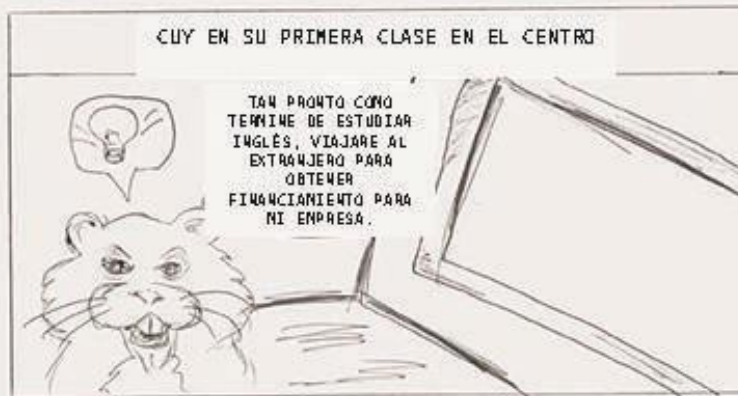 CUY EN SU PRIMERA CLASE EN EL CENTRO
TAN PRONTO COMO
TERMINE DE ESTUDIAR
INGLÉS, VIAJARE AL
EXTRANJERO PARA
OBTENER
FINANCIAMIENTO PARA
MI EMPRESA.